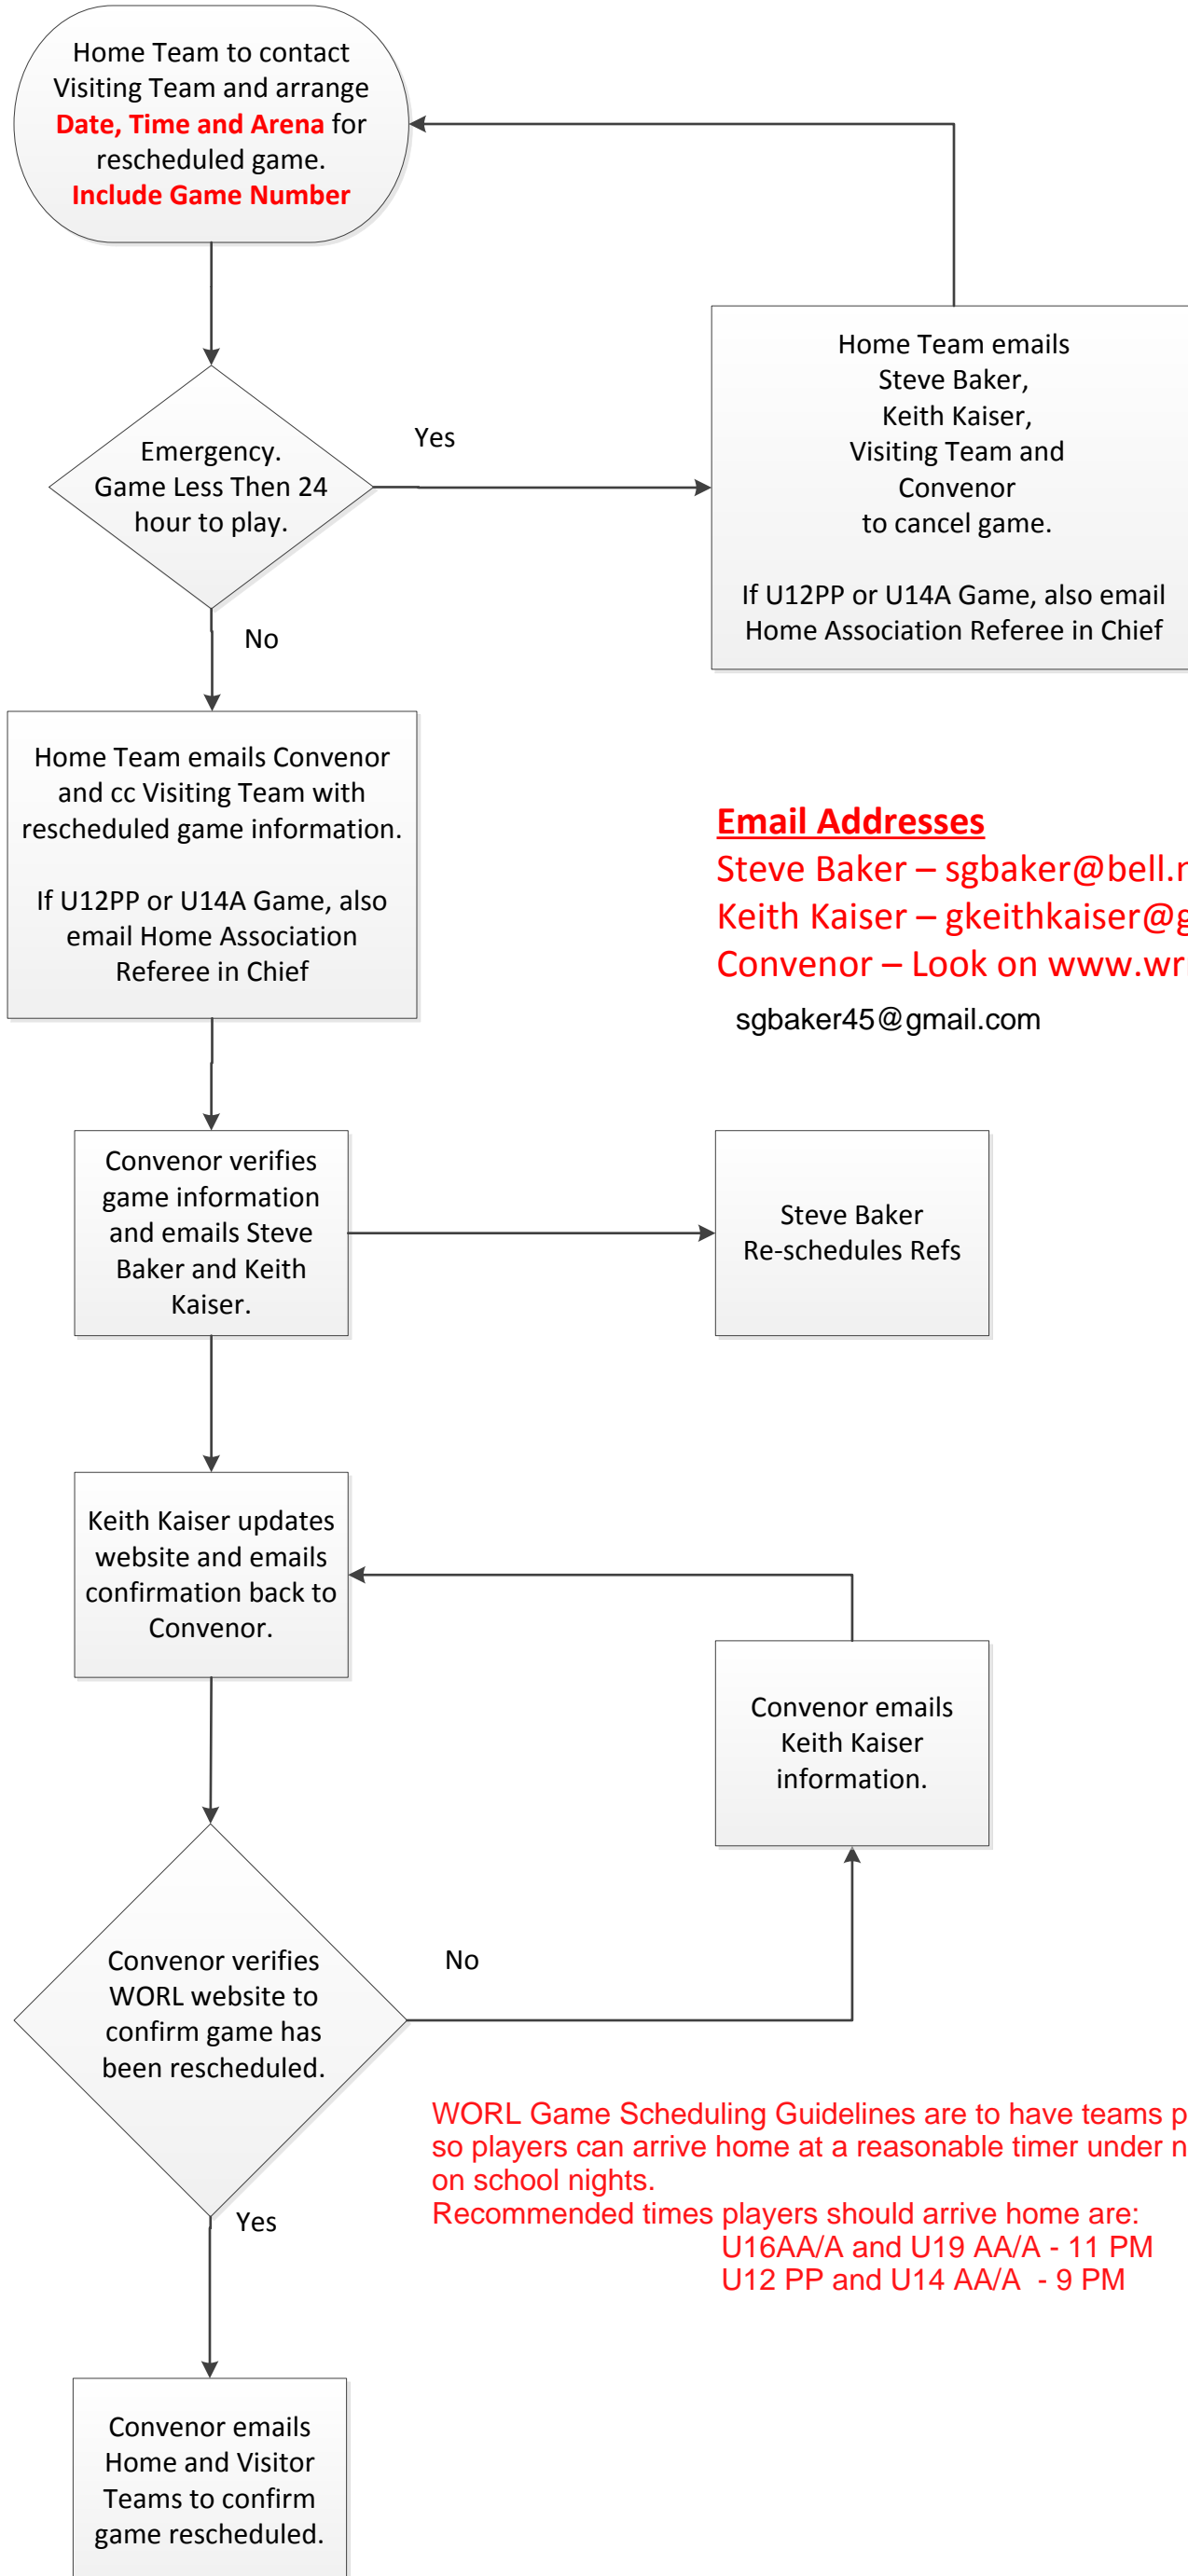 Home Team to contact
Visiting Team and arrange
Date, Time and Arena for
rescheduled game.
Include Game Number
Emergency.
Game Less Then 24
hour to play.
Yes
Home Team emails
Steve Baker,
Keith Kaiser,
Visiting Team and
Convenor
to cancel game.
If U12PP or U14A Game, also email
Home Association Referee in Chief
No
Home Team emails Convenor
and cc Visiting Team with
rescheduled game information.
If U12PP or U14A Game, also
email Home Association
Referee in Chief
Email Addresses
Steve Baker – sgbaker@bell.
Keith Kaiser – gkeithkaiser@g
Convenor – Look on www.wr
sgbaker45@gmail.com
Convenor verifies
game information
and emails Steve
Baker and Keith
Kaiser.
Steve Baker
Re-schedules Refs
Keith Kaiser updates
website and emails
confirmation back to
Convenor.
Convenor emails
Keith Kaiser
information.
Convenor verifies
WORL website to
confirm game has
been rescheduled.
No
WORL Game Scheduling Guidelines are to have teams p
so players can arrive home at a reasonable timer under n
on school nights.
Recommended times players should arrive home are:
U16AA/A and U19 AA/A - 11 PM
U12 PP and U14 AA/A - 9 PM
Yes
Convenor emails
Home and Visitor
Teams to confirm
game rescheduled.